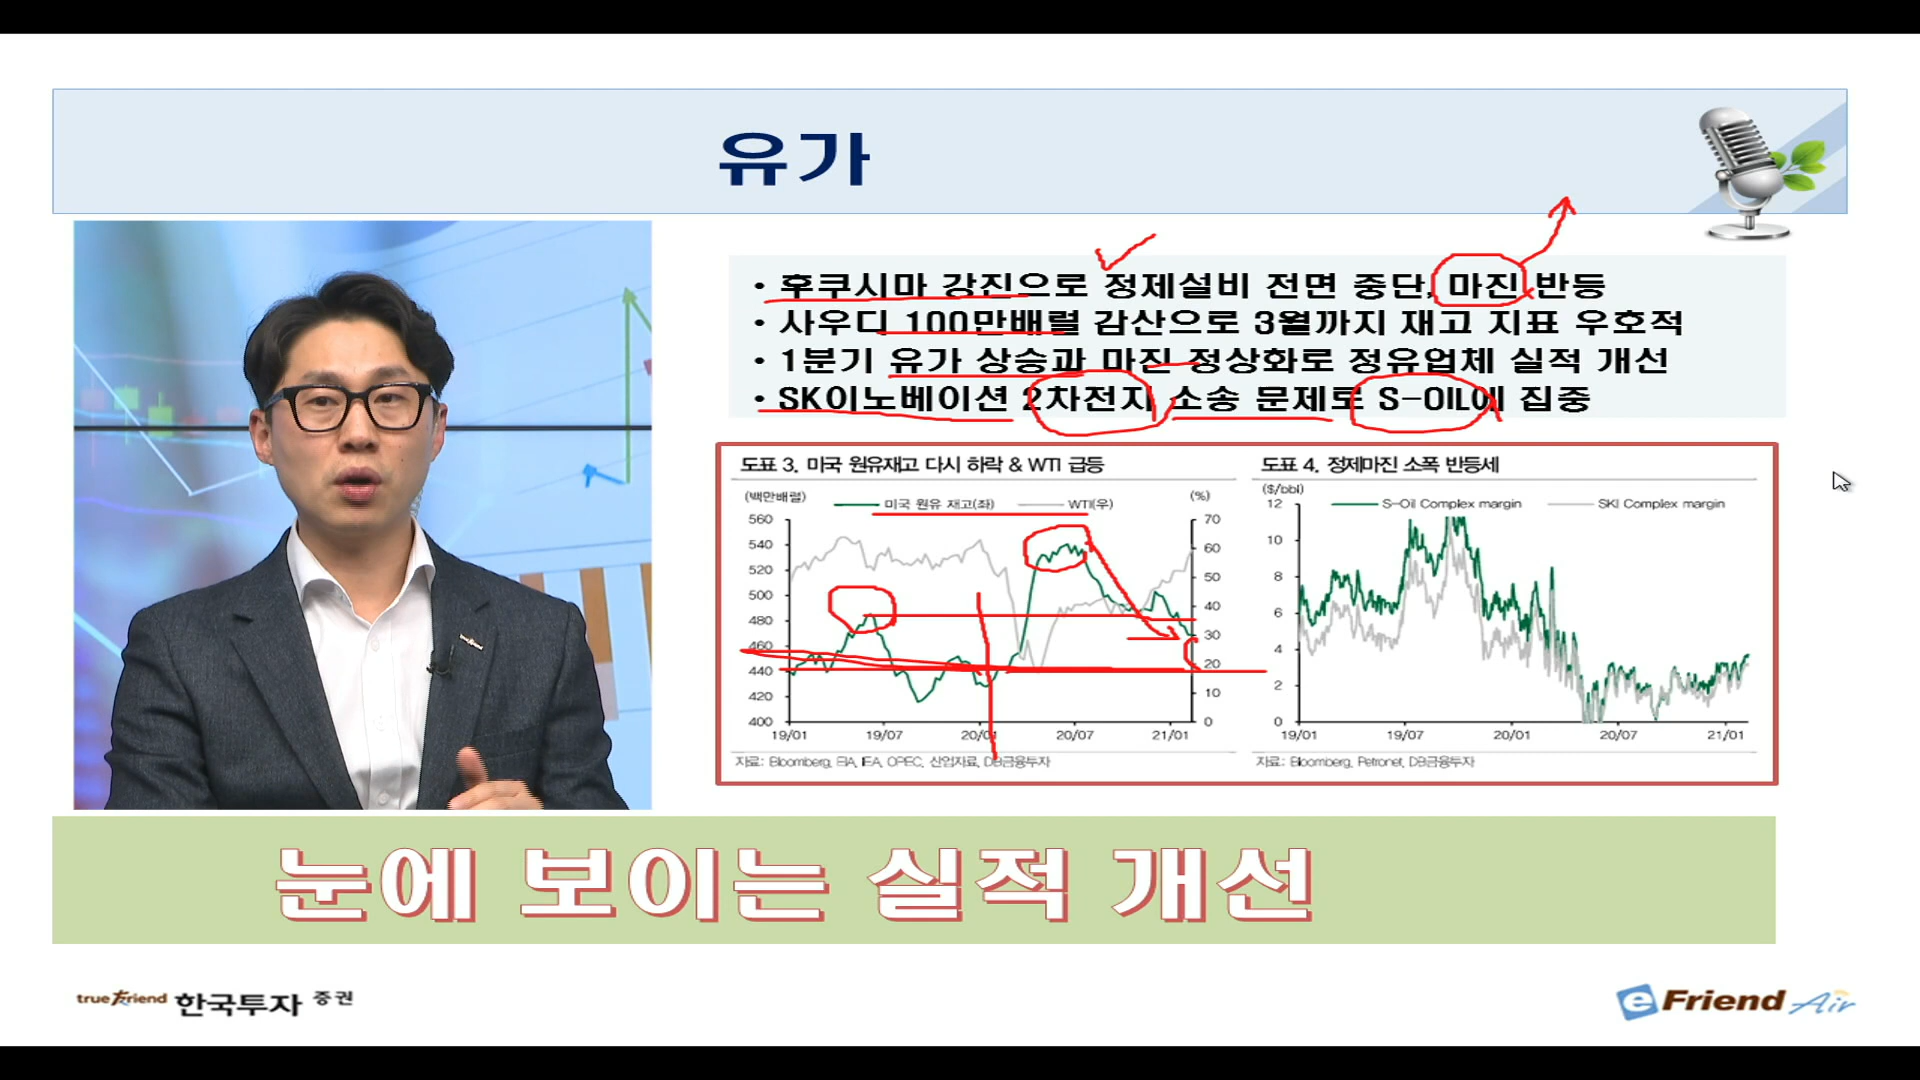 유가
• 후쿠시마 강진으로 정제설비 전면 중단, 마진 반등
• 사우디 100만배럴 감산으로 3월까지 재고 지표 우호적
• 1분기 유가 상승과 마진 정상화로 정유업체 실적 개선
• SK이노베이션 2차전지 소송 문제로 S-OIL에 집중
도표 3. 미국 원유재고 다시 하락 & WTI 급등
(백만배럴)
미국 원유 재고(좌)
WTI(우)
(%)
560
540
520
500
480
460
440
420
400
70
60
50
40
30
20
10
0
19/01
19/07
20/01
20/07
21/01
자료: Bloomberg, EIA, IEA, OPEC, 산업자료, DB금융투자
도표 4. 정제마진 소폭 반등세
($/bbl)
S-Oil Complex margin
SKI Complex margin
12
10
8
6
4
2
0
19/01
19/07
20/01
20/07
21/01
자료: Bloomberg, Petronet, DB금융투자
눈에 보이는 실적 개선
true友riend 한국투자증권
eFriend Air